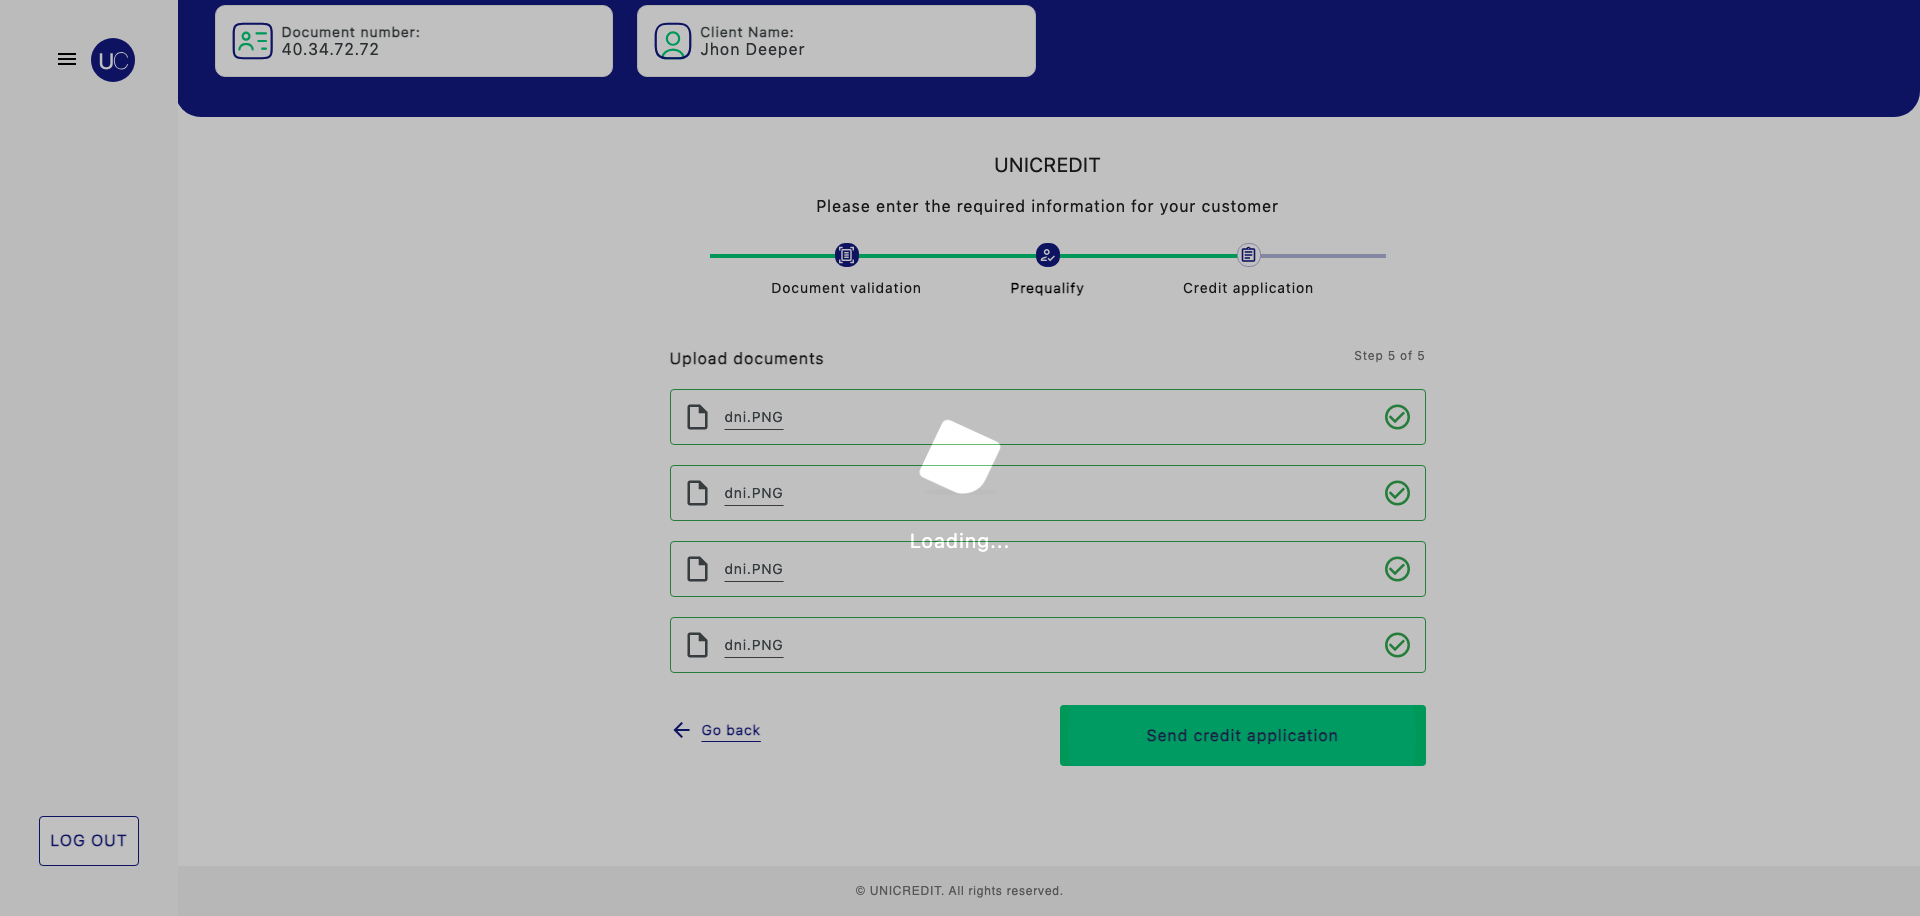 Document number:
40.34.72.72
Client Name:
Jhon Deeper
UC
UNICREDIT
Please enter the required information for your customer
Document validation
Prequalify
Credit application
Upload documents
Step 5 of 5
dni.PNG
dni.PNG
Loading...
dni.PNG
dni.PNG
Go back
Send credit application
LOG OUT
© UNICREDIT. All rights reserved.